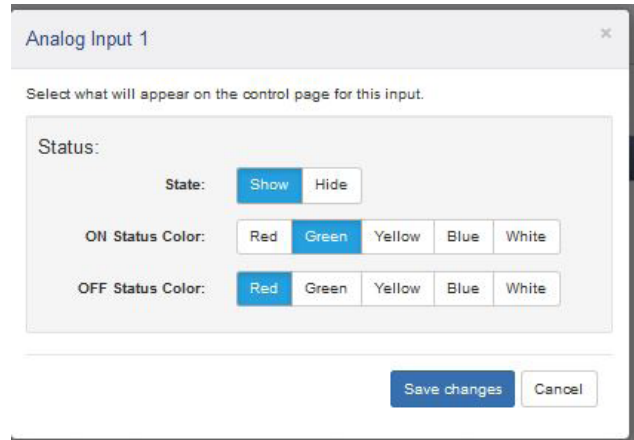 Analog Input 1 ×
Select what will appear on the control page for this input.
Status:
State: Show Hide
ON Status Color: Red Green Yellow Blue White
OFF Status Color: Red Green Yellow Blue White
Save changes Cancel